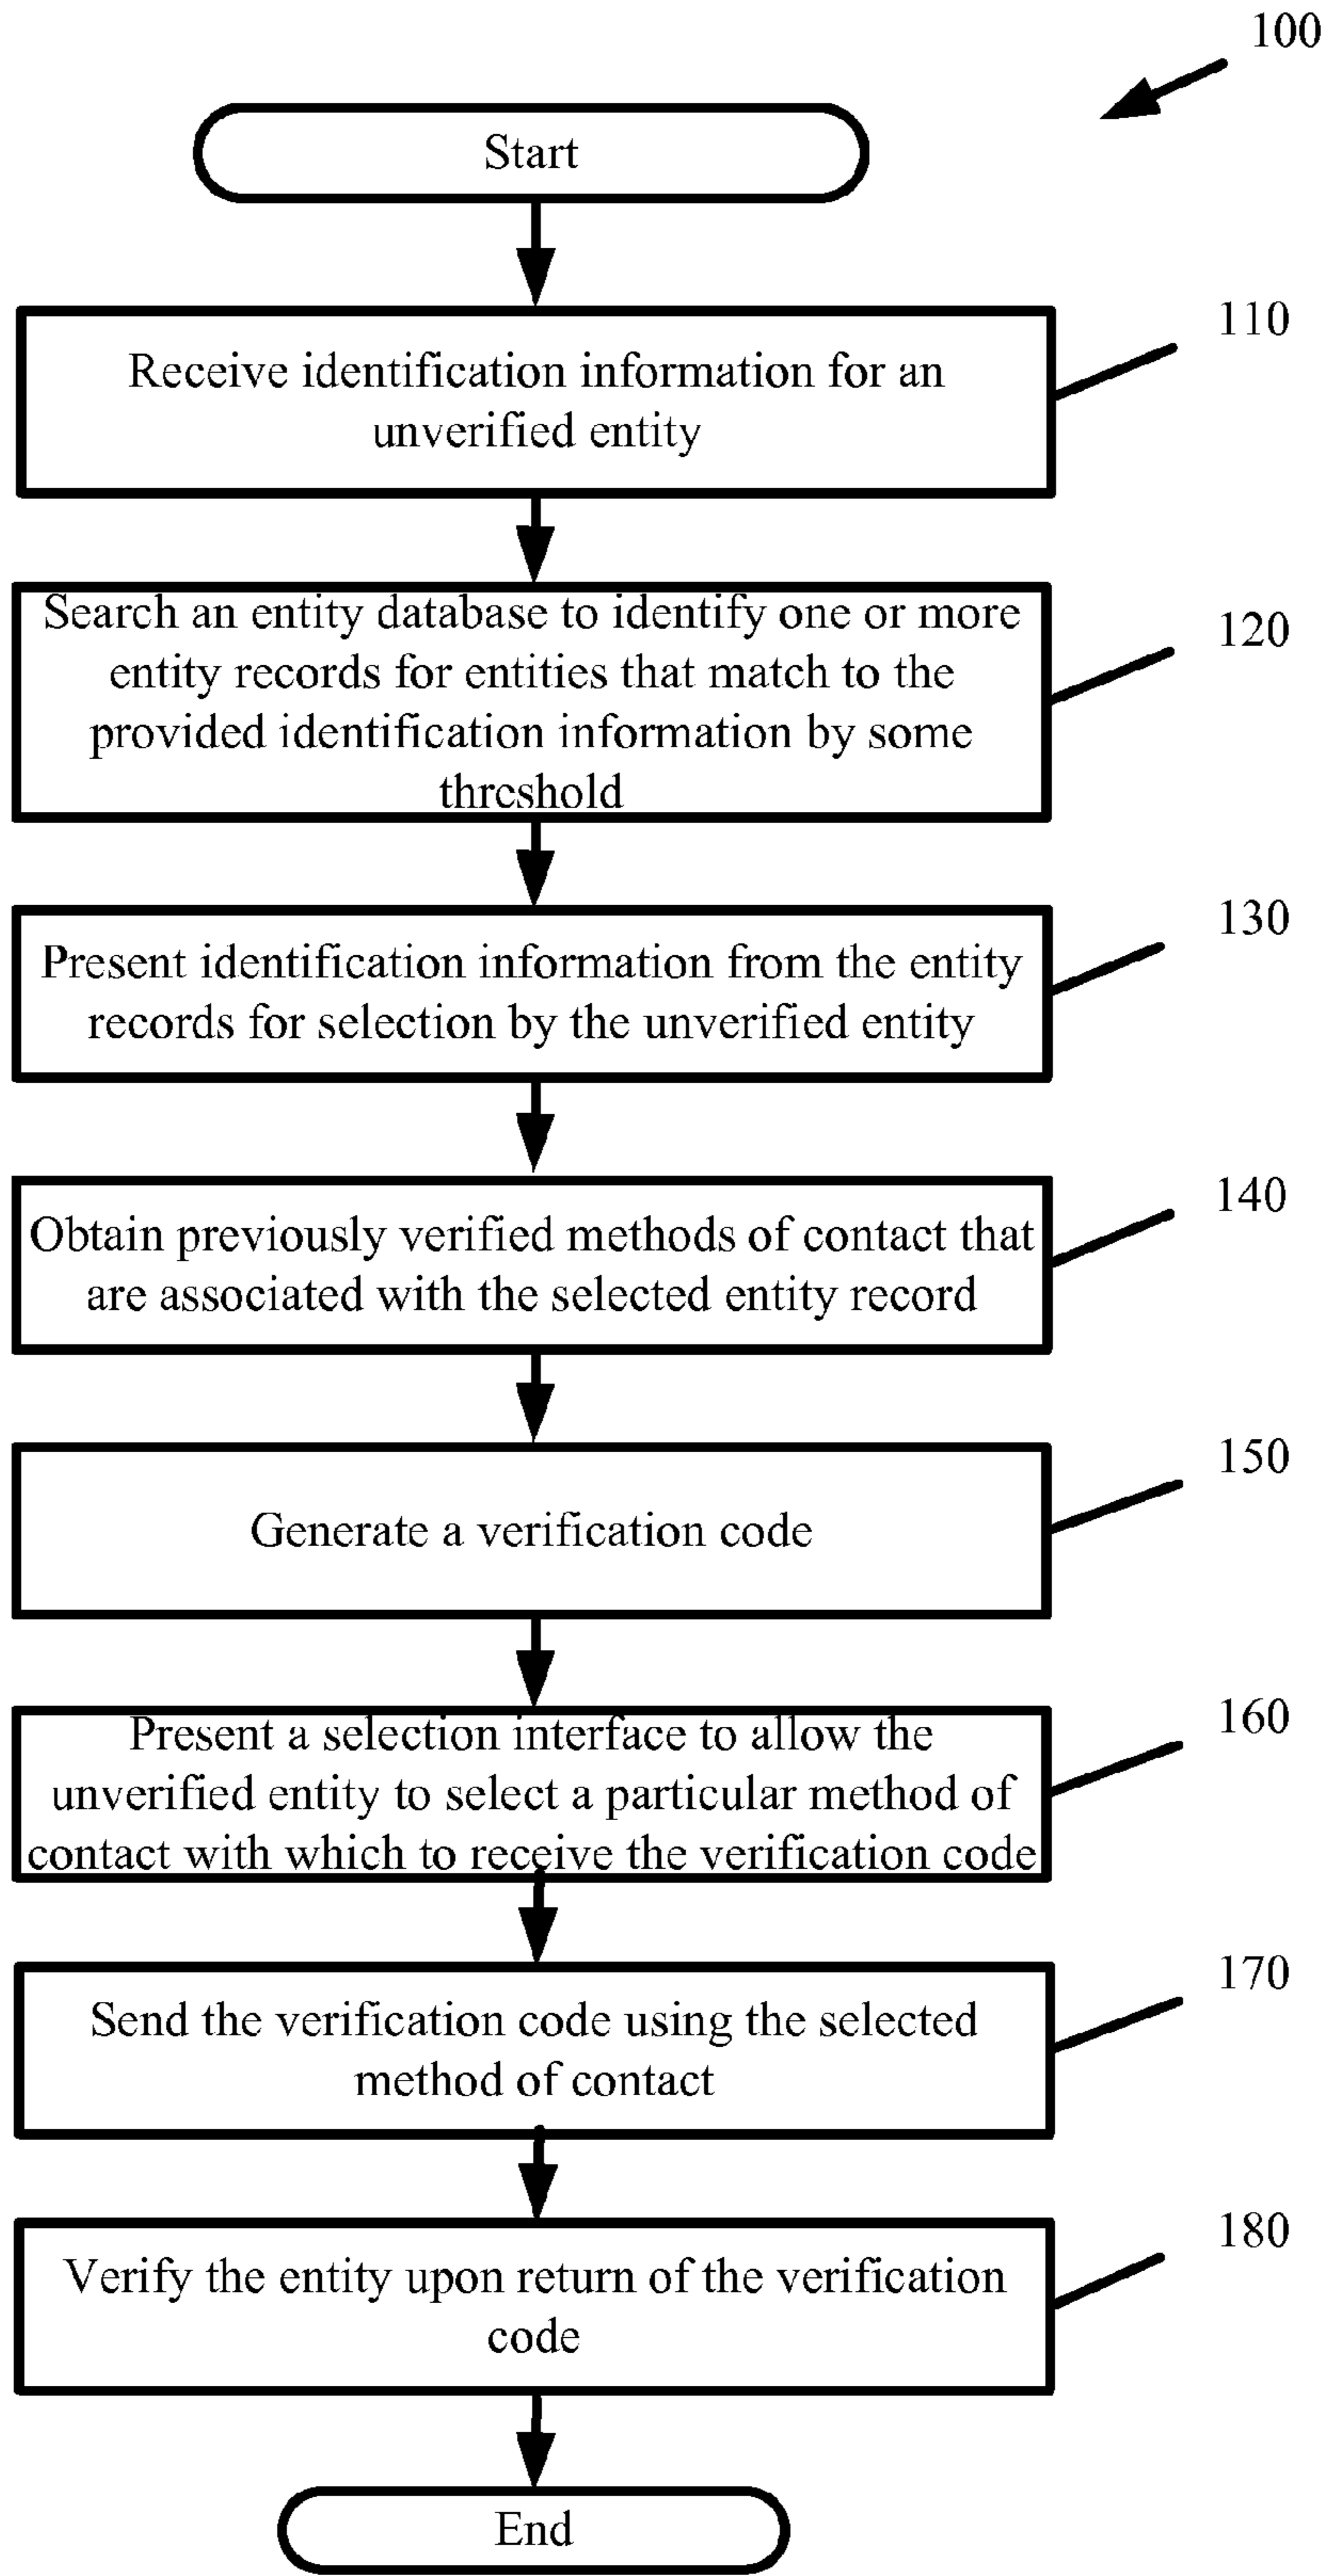 100
Start
110
Receive identification information for an
unverified entity
120
Search an entity database to identify one or more
entity records for entities that match to the
provided identification information by some
threshold
130
Present identification information from the entity
records for selection by the unverified entity
140
Obtain previously verified methods of contact that
are associated with the selected entity record
150
Generate a verification code
160
Present a selection interface to allow the
unverified entity to select a particular method of
contact with which to receive the verification code
170
Send the verification code using the selected
method of contact
180
Verify the entity upon return of the verification
code
End